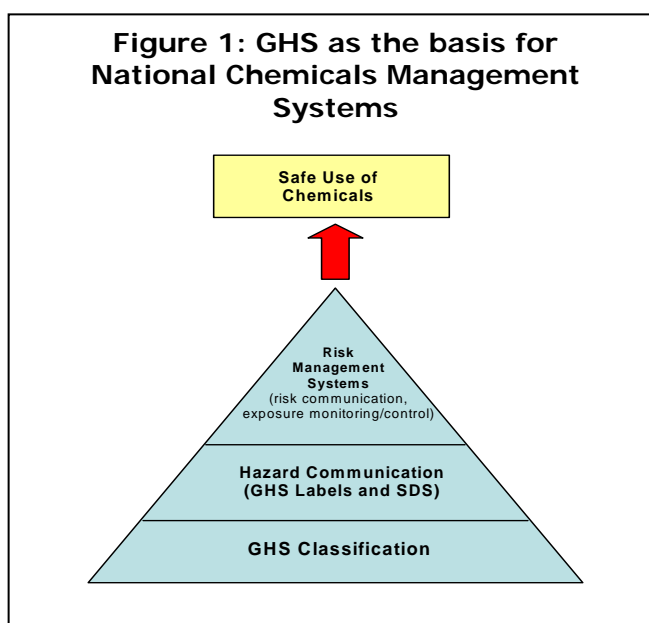 Figure 1: GHS as the basis for
National Chemicals Management
Systems
Safe Use of
Chemicals
Risk
Management
Systems
(risk communication,
exposure monitoring/control)
Hazard Communication
(GHS Labels and SDS)
GHS Classification